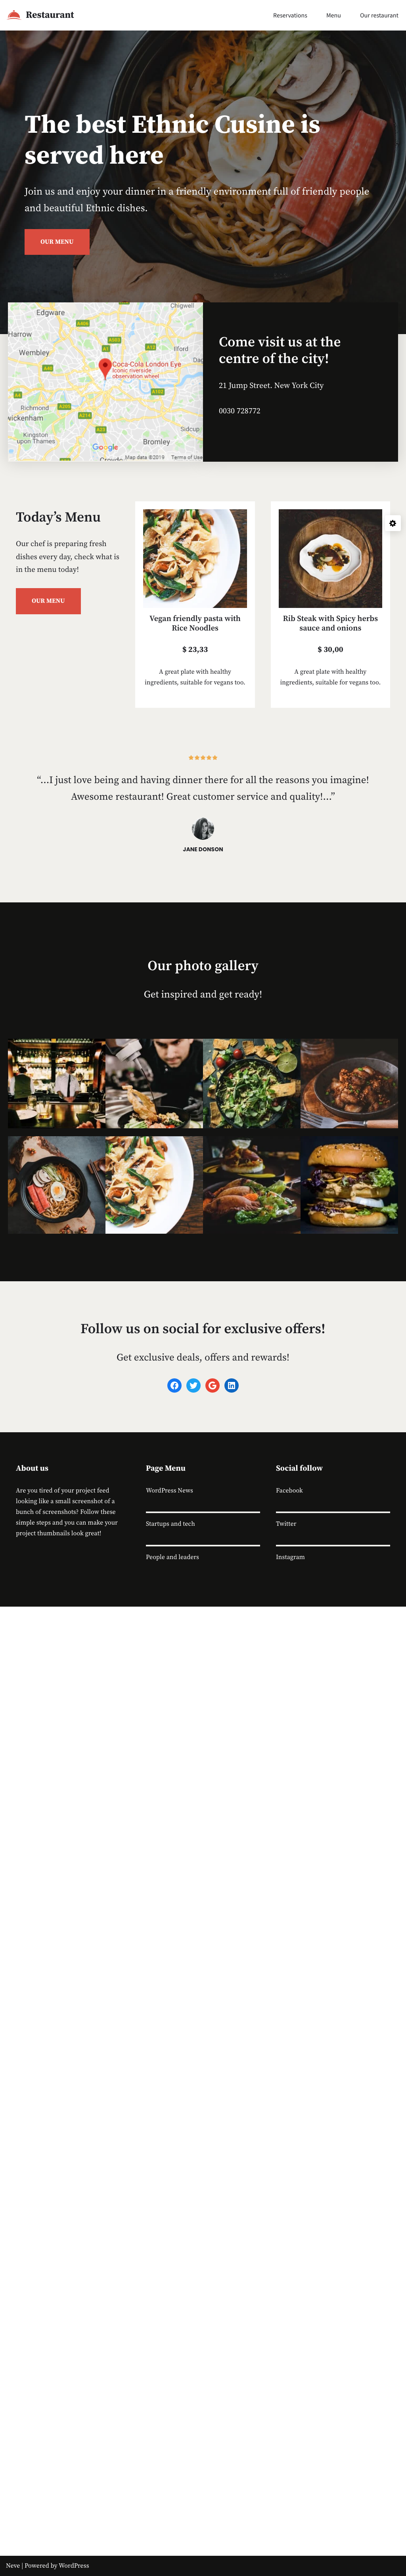 Restaurant
Reservations
Menu
Our restaurant
The best Ethnic Cusine is
served here
Join us and enjoy your dinner in a friendly environment full of friendly people
and beautiful Ethnic dishes.
OUR MENU
Chigwell
Edgware
Harrow
Wembley
Ilford
Coca-Cola London Eye
Iconic riverside
observation wheel
Richmond
wickenham
Kingston
upon Thames
Sidcup
Bromley
Google
Map data ©2019
Terms of Use
Come visit us at the
centre of the city!
21 Jump Street. New York City
0030 728772
Today’s Menu
Our chef is preparing fresh
dishes every day, check what is
in the menu today!
OUR MENU
Vegan friendly pasta with
Rice Noodles
$ 23,33
A great plate with healthy
ingredients, suitable for vegans too.
Rib Steak with Spicy herbs
sauce and onions
$ 30,00
A great plate with healthy
ingredients, suitable for vegans too.
“…I just love being and having dinner there for all the reasons you imagine!
Awesome restaurant! Great customer service and quality!…”
JANE DONSON
Our photo gallery
Get inspired and get ready!
Follow us on social for exclusive offers!
Get exclusive deals, offers and rewards!
About us
Are you tired of your project feed
looking like a small screenshot of a
bunch of screenshots? Follow these
simple steps and you can make your
project thumbnails look great!
Page Menu
WordPress News
Startups and tech
People and leaders
Social follow
Facebook
Twitter
Instagram
Neve | Powered by WordPress